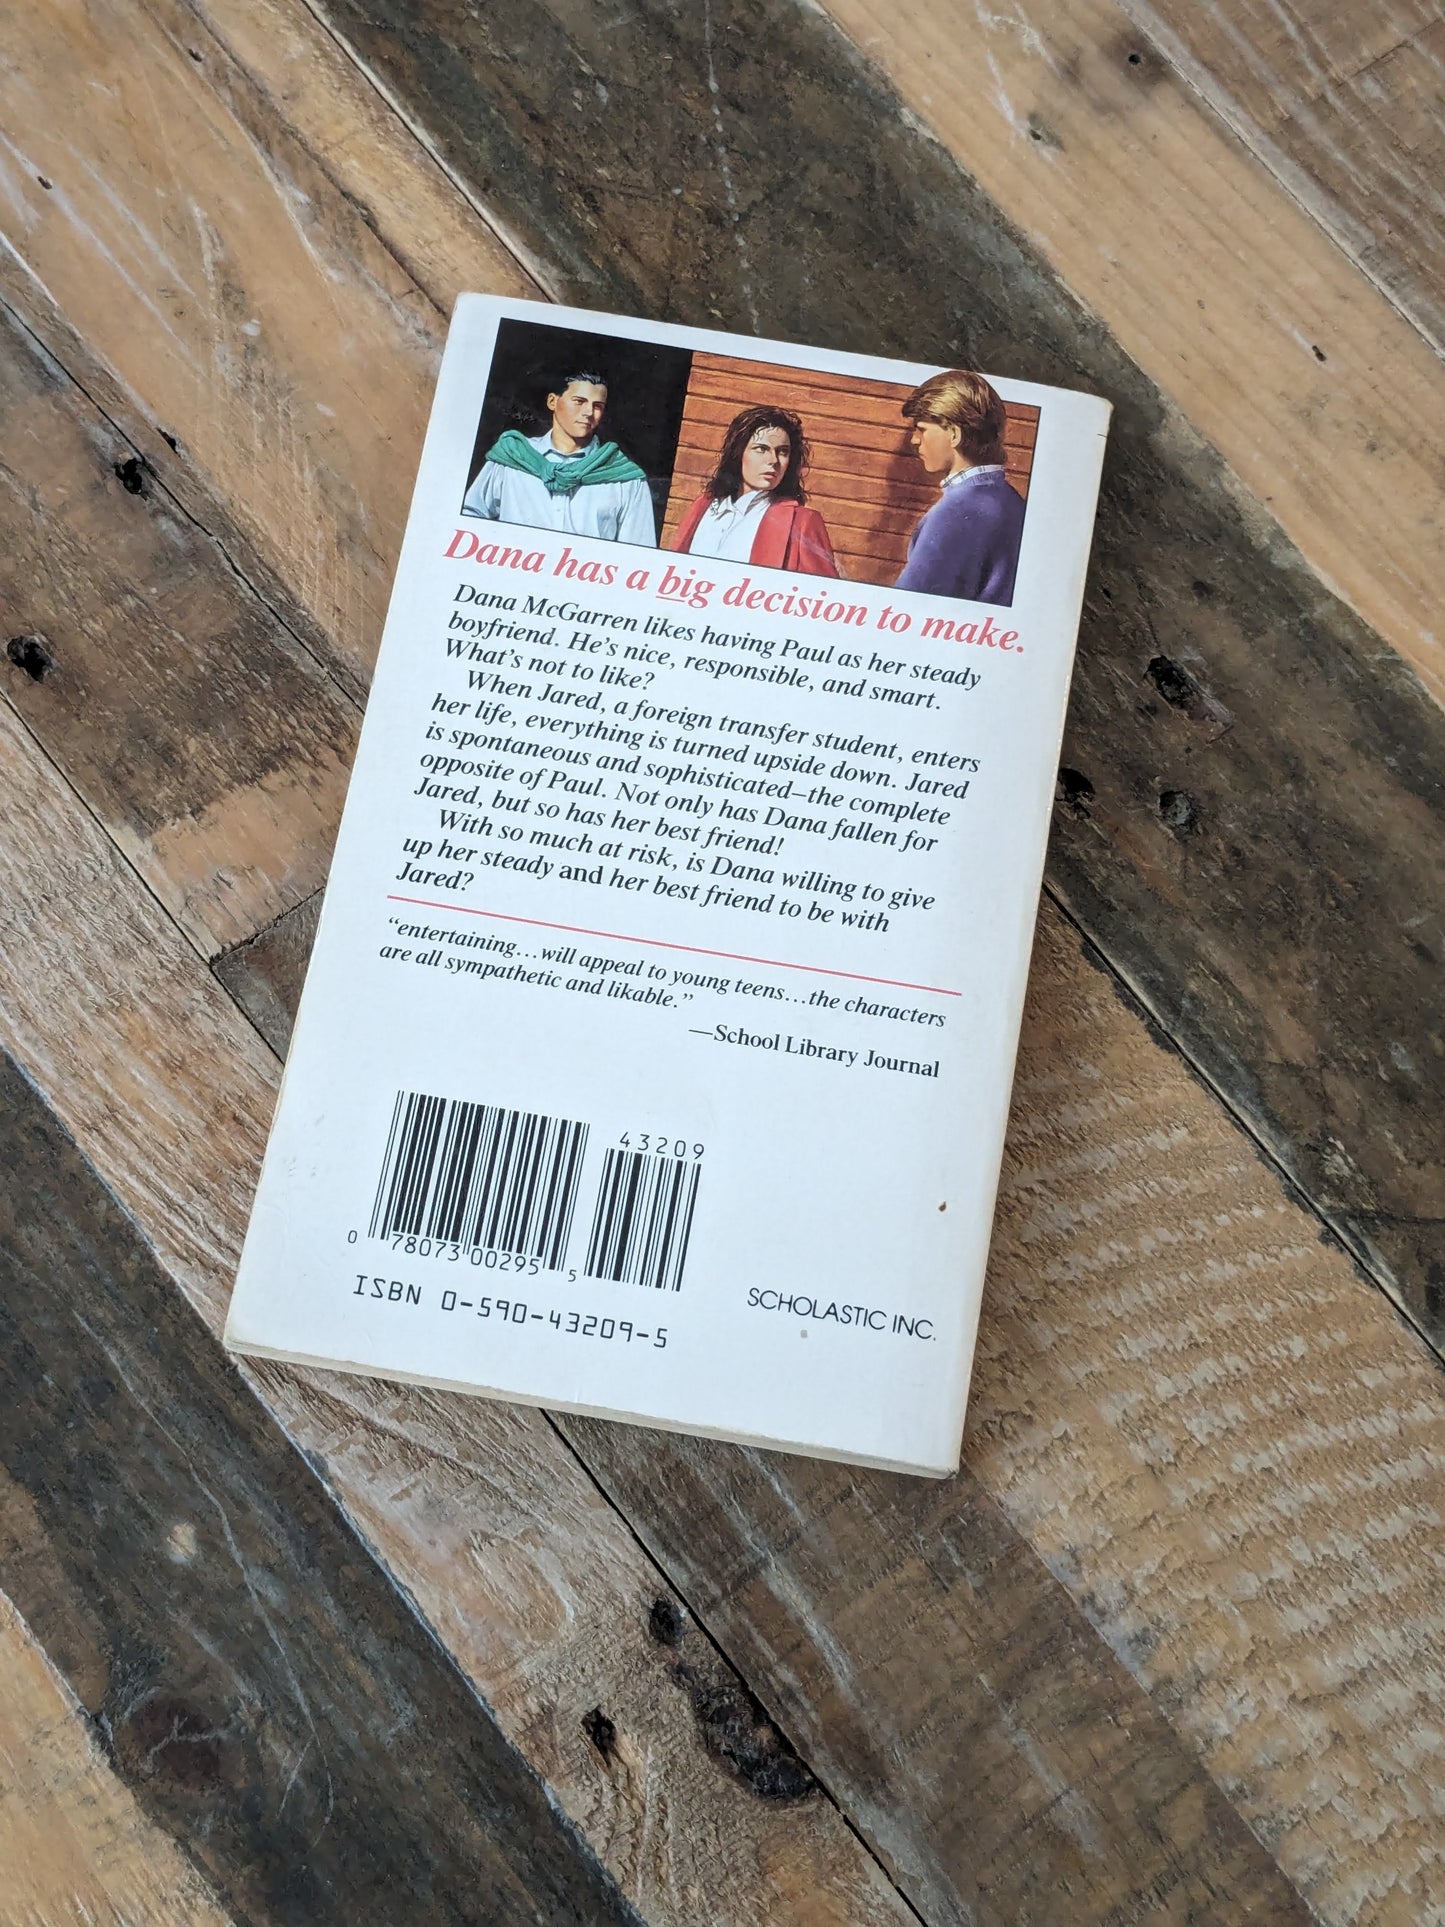 Dana has a big decision to make.
Dana McGarren likes having Paul as her steady
boyfriend. He's nice, responsible, and smart.
What's not to like?
When Jared, a foreign transfer student, enters
her life, everything is turned upside down. Jared
is spontaneous and sophisticated–the complete
opposite of Paul. Not only has Dana fallen for
Jared, but so has her best friend!
With so much at risk, is Dana willing to give
up her steady and her best friend to be with
Jared?
“entertaining...will appeal to young teens...the characters
are all sympathetic and likable.”
—School Library Journal
43209
0 78073 00295 5
ISBN 0-590-43209-5
SCHOLASTIC INC.